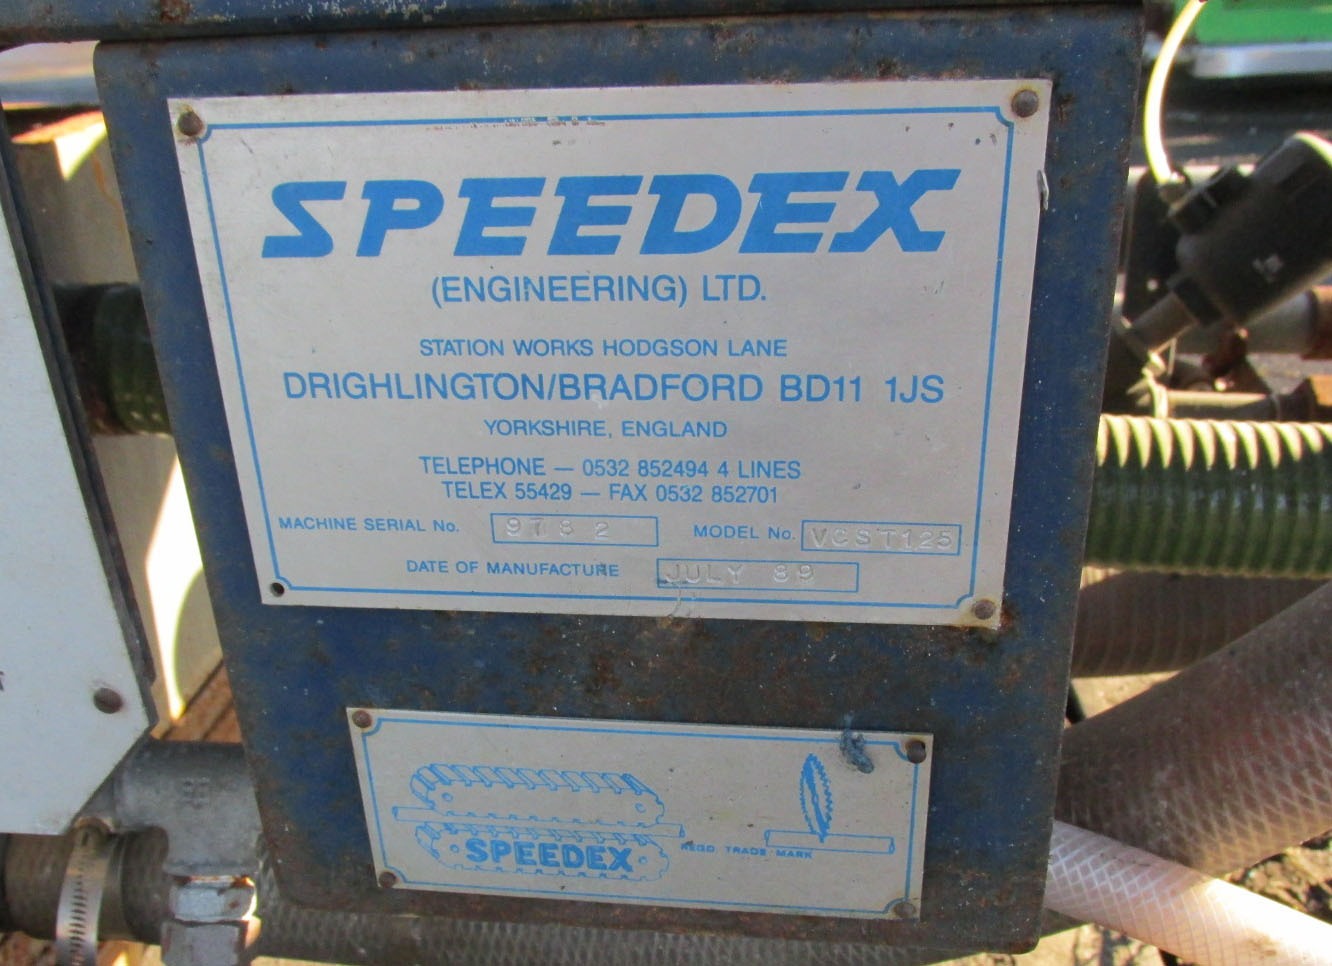 SPEEDEX
(ENGINEERING) LTD.
STATION WORKS HODGSON LANE
DRIGHLINGTON/BRADFORD BD11 1JS
YORKSHIRE, ENGLAND
TELEPHONE — 0532 852494 4 LINES
TELEX 55429 — FAX 0532 852701
MACHINE SERIAL No. 9782 MODEL No. VCST125
DATE OF MANUFACTURE JULY 89
SPEEDEX REGD TRADE MARK